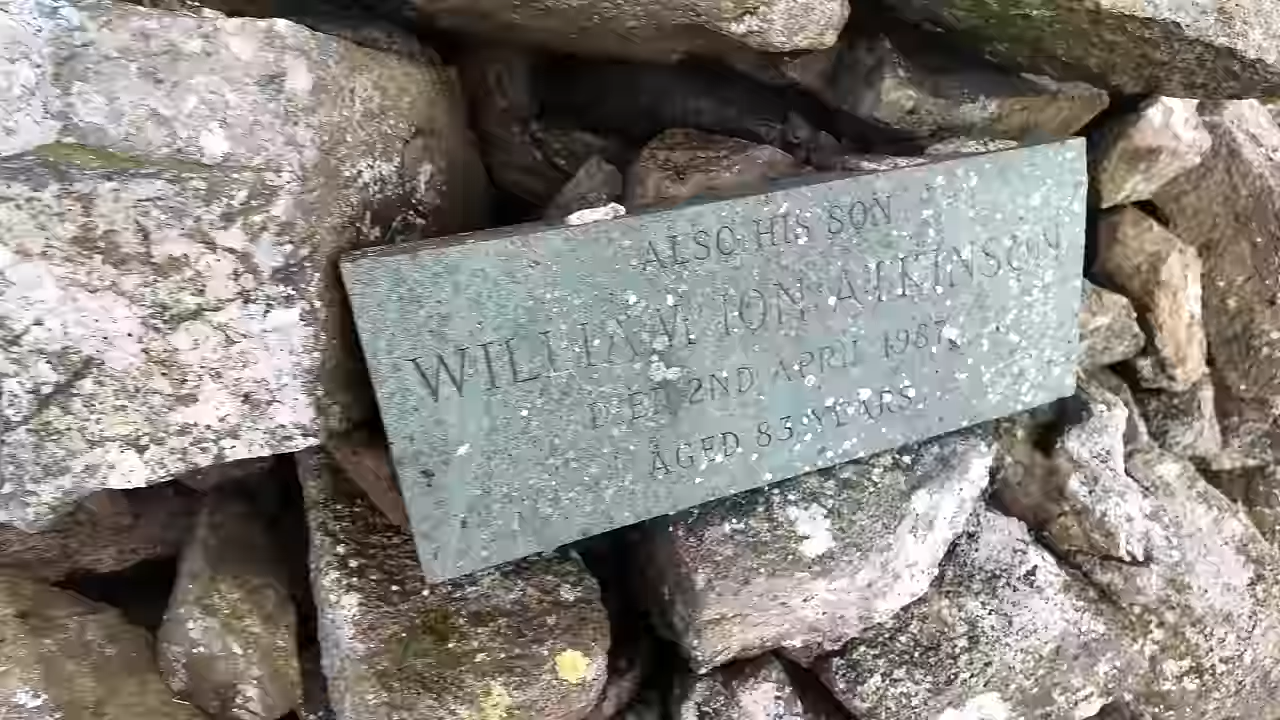 ALSO HIS SON
WILLIAM ION ATKINSON
DIED 2ND APRIL 1987
AGED 83 YEARS